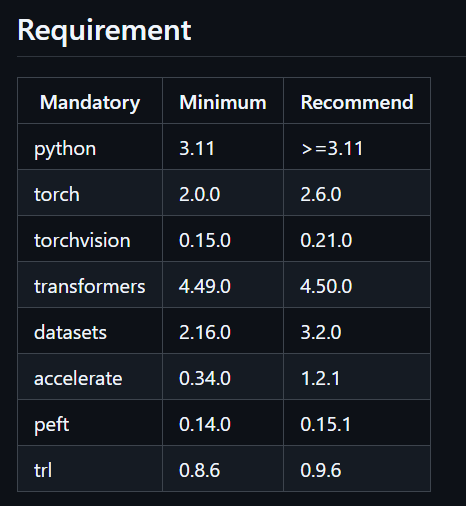 Requirement
Mandatory Minimum Recommend
python 3.11 >=3.11
torch 2.0.0 2.6.0
torchvision 0.15.0 0.21.0
transformers 4.49.0 4.50.0
datasets 2.16.0 3.2.0
accelerate 0.34.0 1.2.1
peft 0.14.0 0.15.1
trl 0.8.6 0.9.6